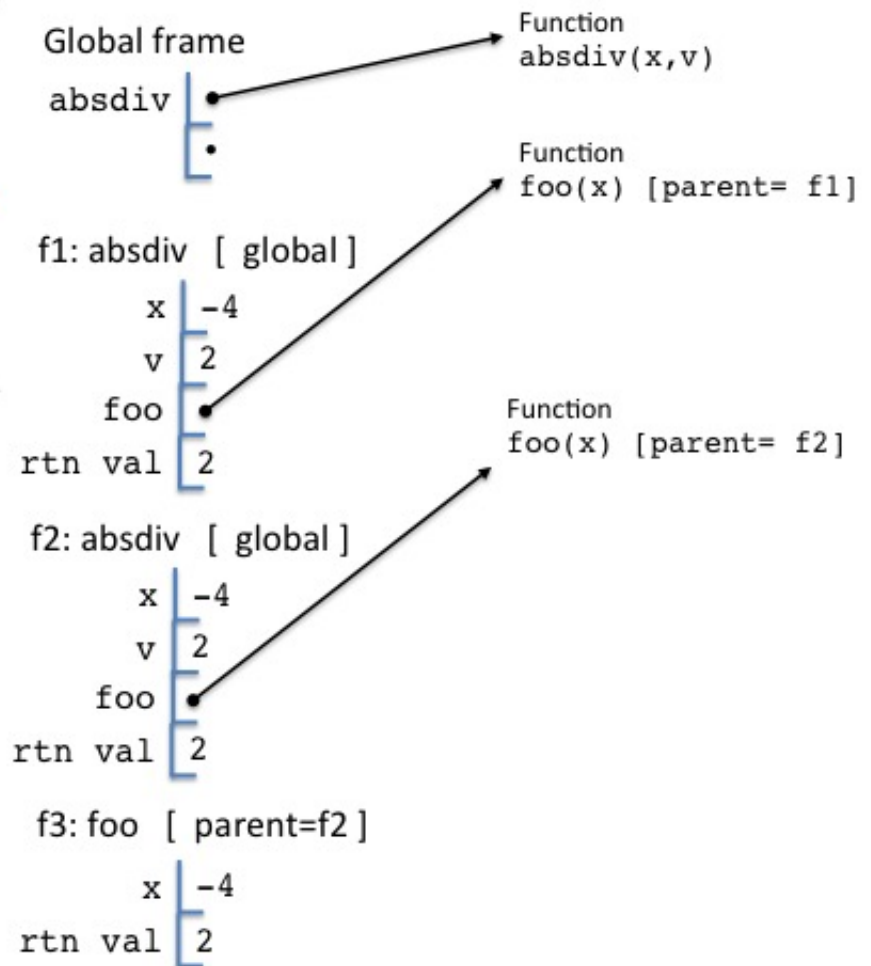 Global frame
absdiv
Function
absdiv(x,v)
Function
foo(x) [parent= f1]
f1: absdiv [ global ]
x -4
v 2
foo
rtn val 2
Function
foo(x) [parent= f2]
f2: absdiv [ global ]
x -4
v 2
foo
rtn val 2
f3: foo [ parent=f2 ]
x -4
rtn val 2